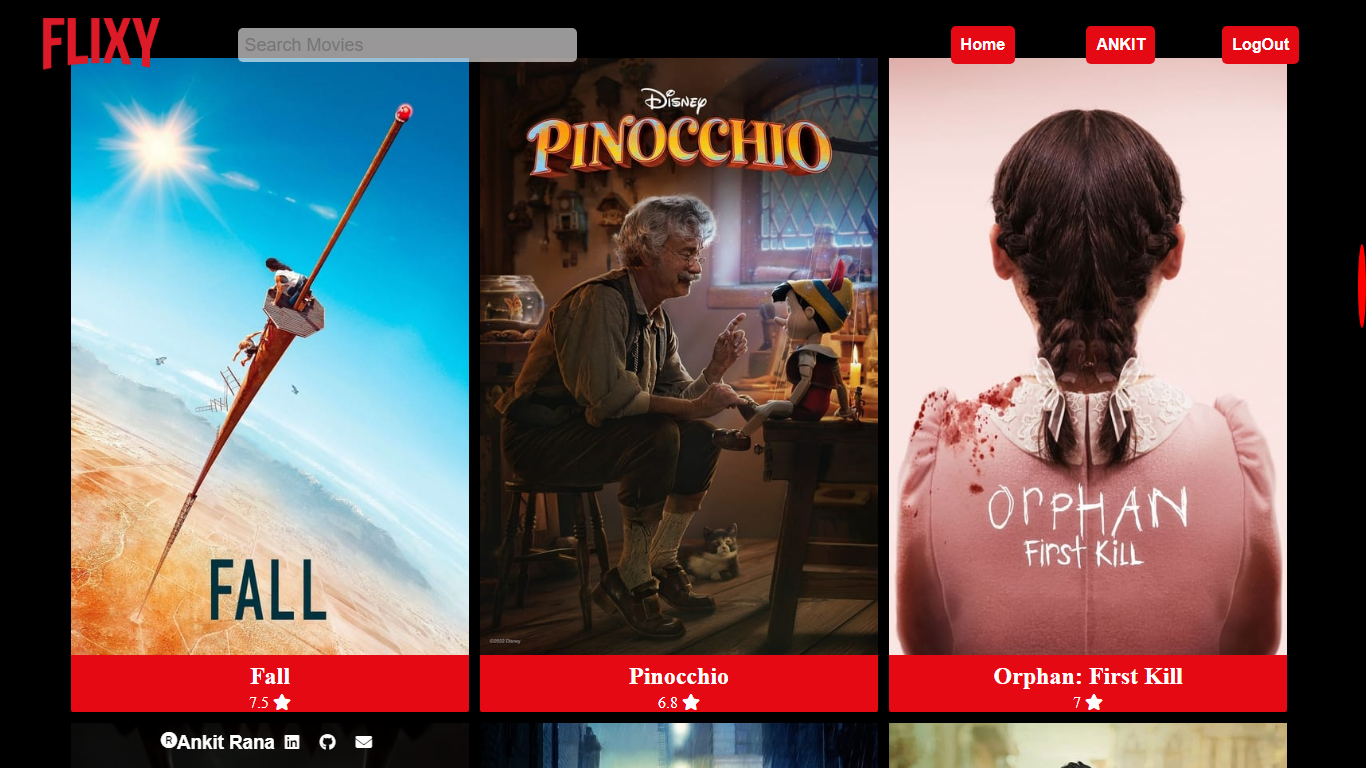 FLIXY
Search Movies
Home
ANKIT
LogOut
FALL
Disney
PINOCCHIO
©2022 Disney
OrpHAN
First Kill
Fall
7.5
Pinocchio
6.8
Orphan: First Kill
7
®Ankit Rana